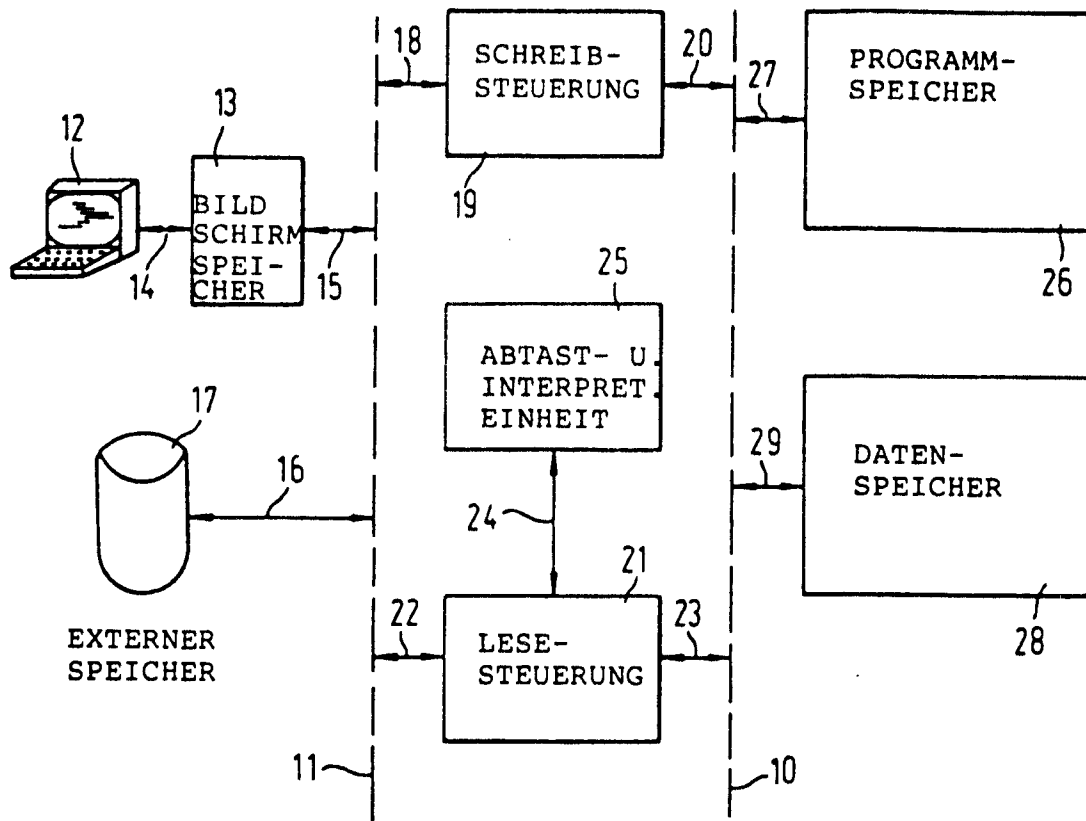 18
SCHREIB-
STEUERUNG
20
19
27
PROGRAMM-
SPEICHER
26
12
13
BILD
SCHIRM
SPEI-
CHER
14
15
25
ABTAST- U.
INTERPRET.
EINHEIT
17
16
EXTERNER
SPEICHER
24
29
DATEN-
SPEICHER
28
22
21
LESE-
STEUERUNG
23
11
10